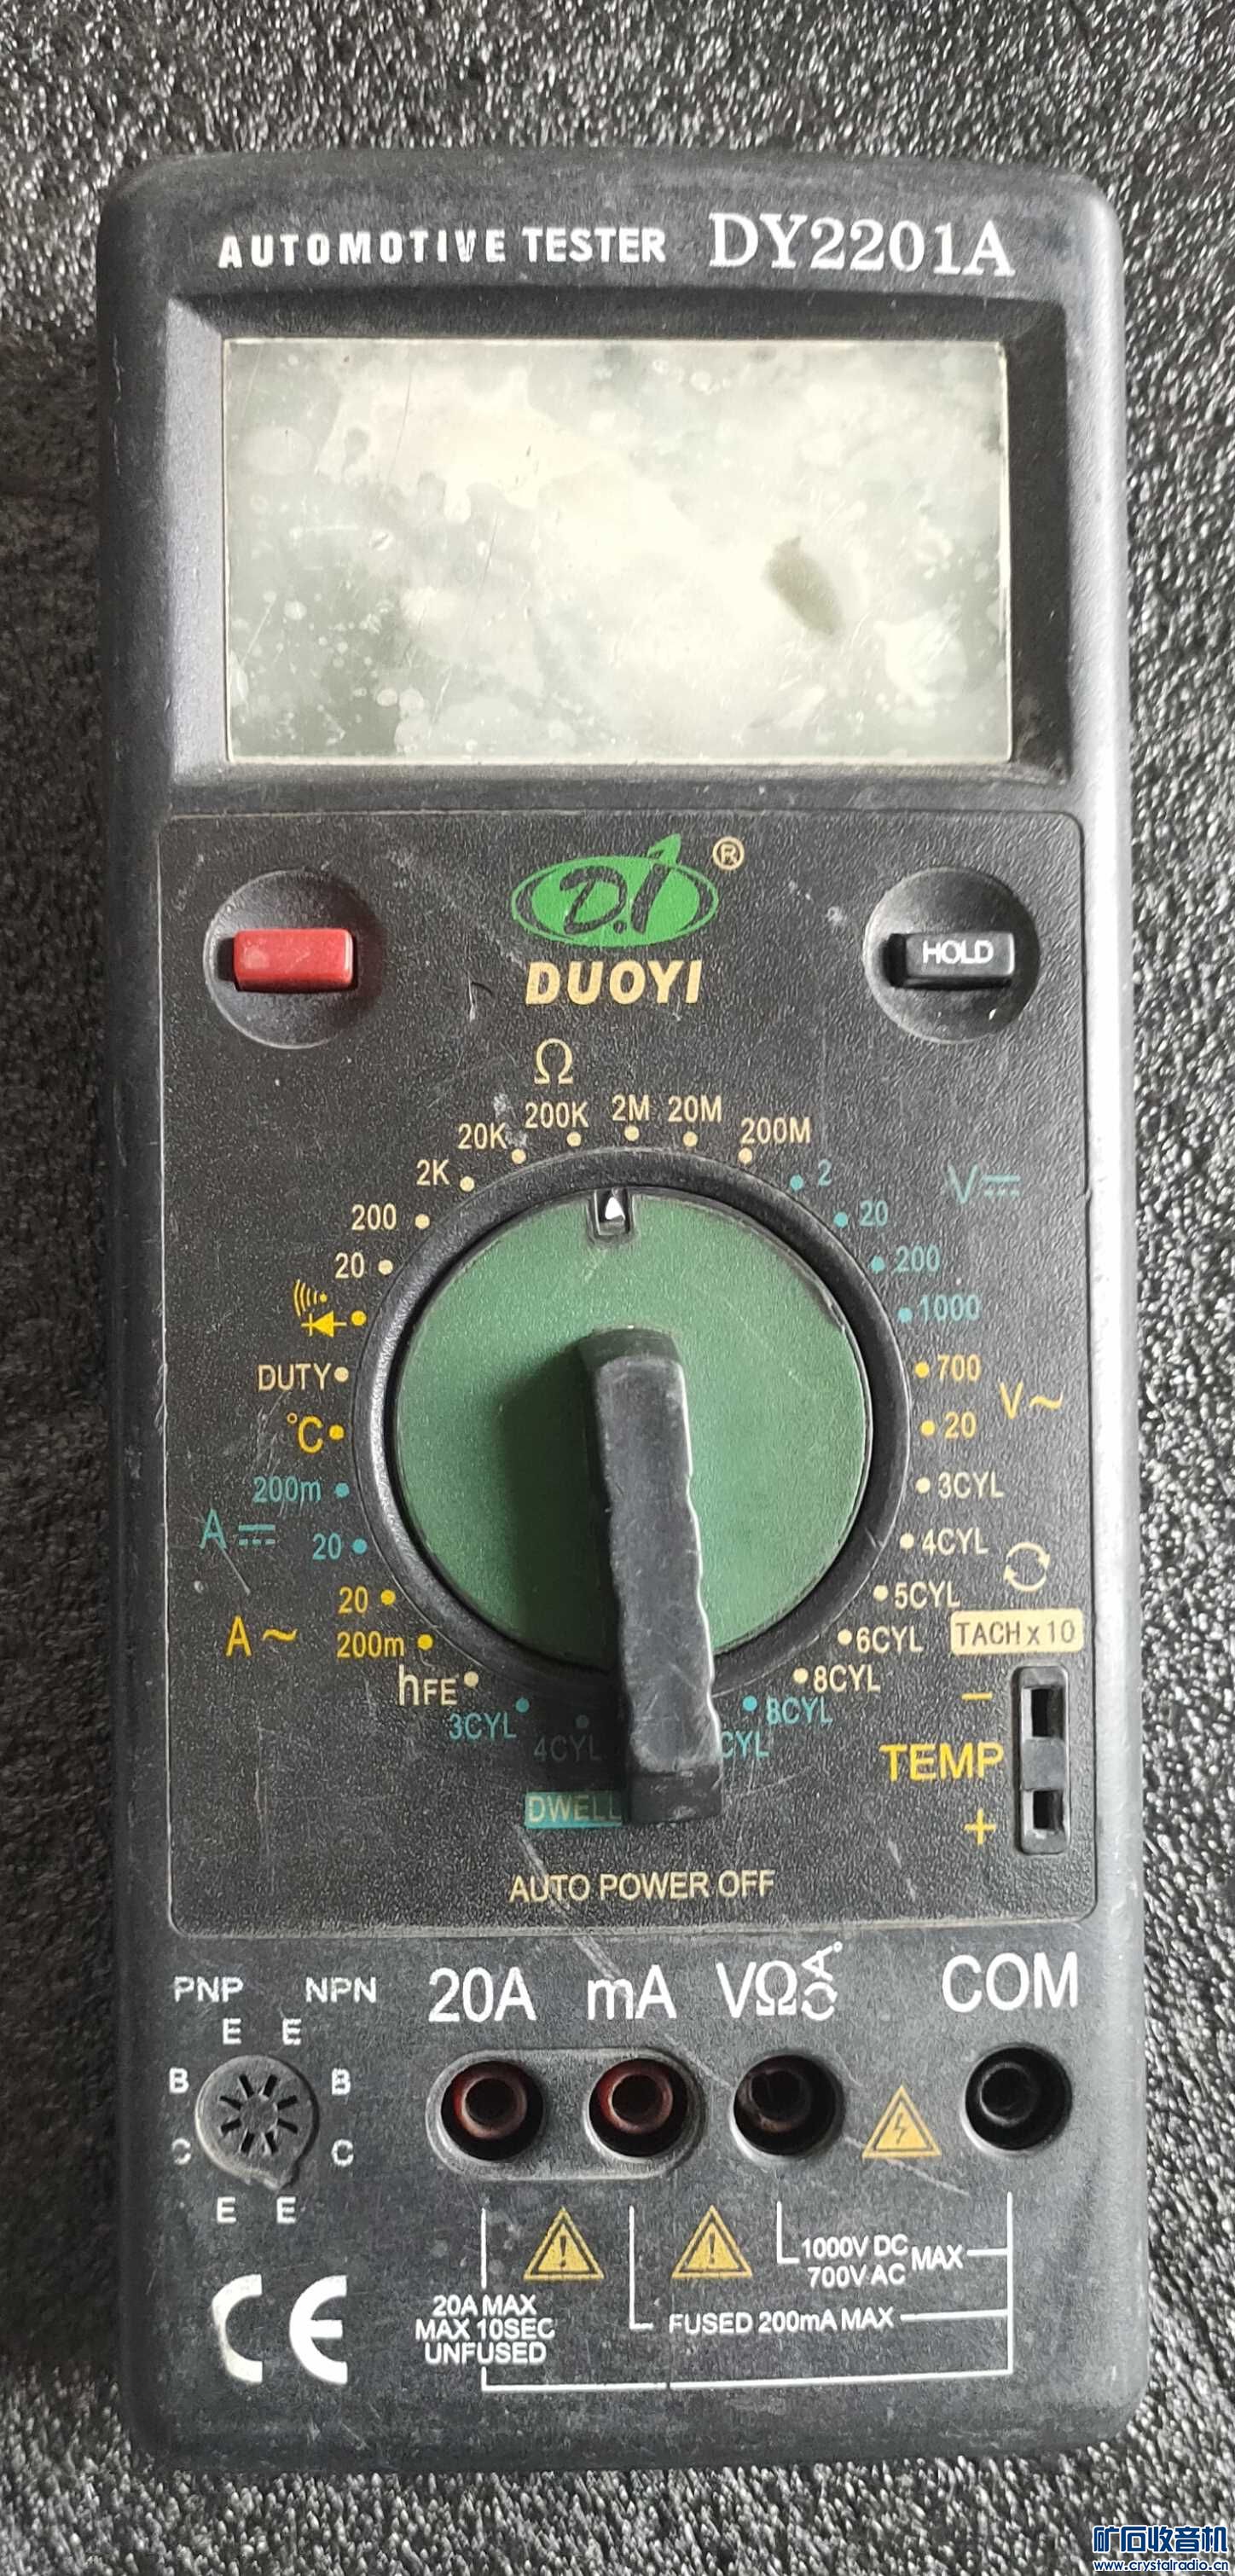 AUTOMOTIVE TESTER DY2201A
D.Y ®
DUOYI
HOLD
Ω
200K 2M 20M
20K 200M
2K 2 V⎓
200 20
20 200
1000
DUTY 700
V~
°C 20
200m 3CYL
A⎓
20 4CYL
20 5CYL
A~ 200m 6CYL TACH x 10
hFE 8CYL
3CYL 8CYL −
4CYL CYL
TEMP
DWELL +
AUTO POWER OFF
PNP NPN 20A mA VΩ COM
E E
B B
C C
E E
1000V DC MAX
700V AC
20A MAX
MAX 10SEC FUSED 200mA MAX
UNFUSED
CE
矿石收音机
www.crystalradio.cn